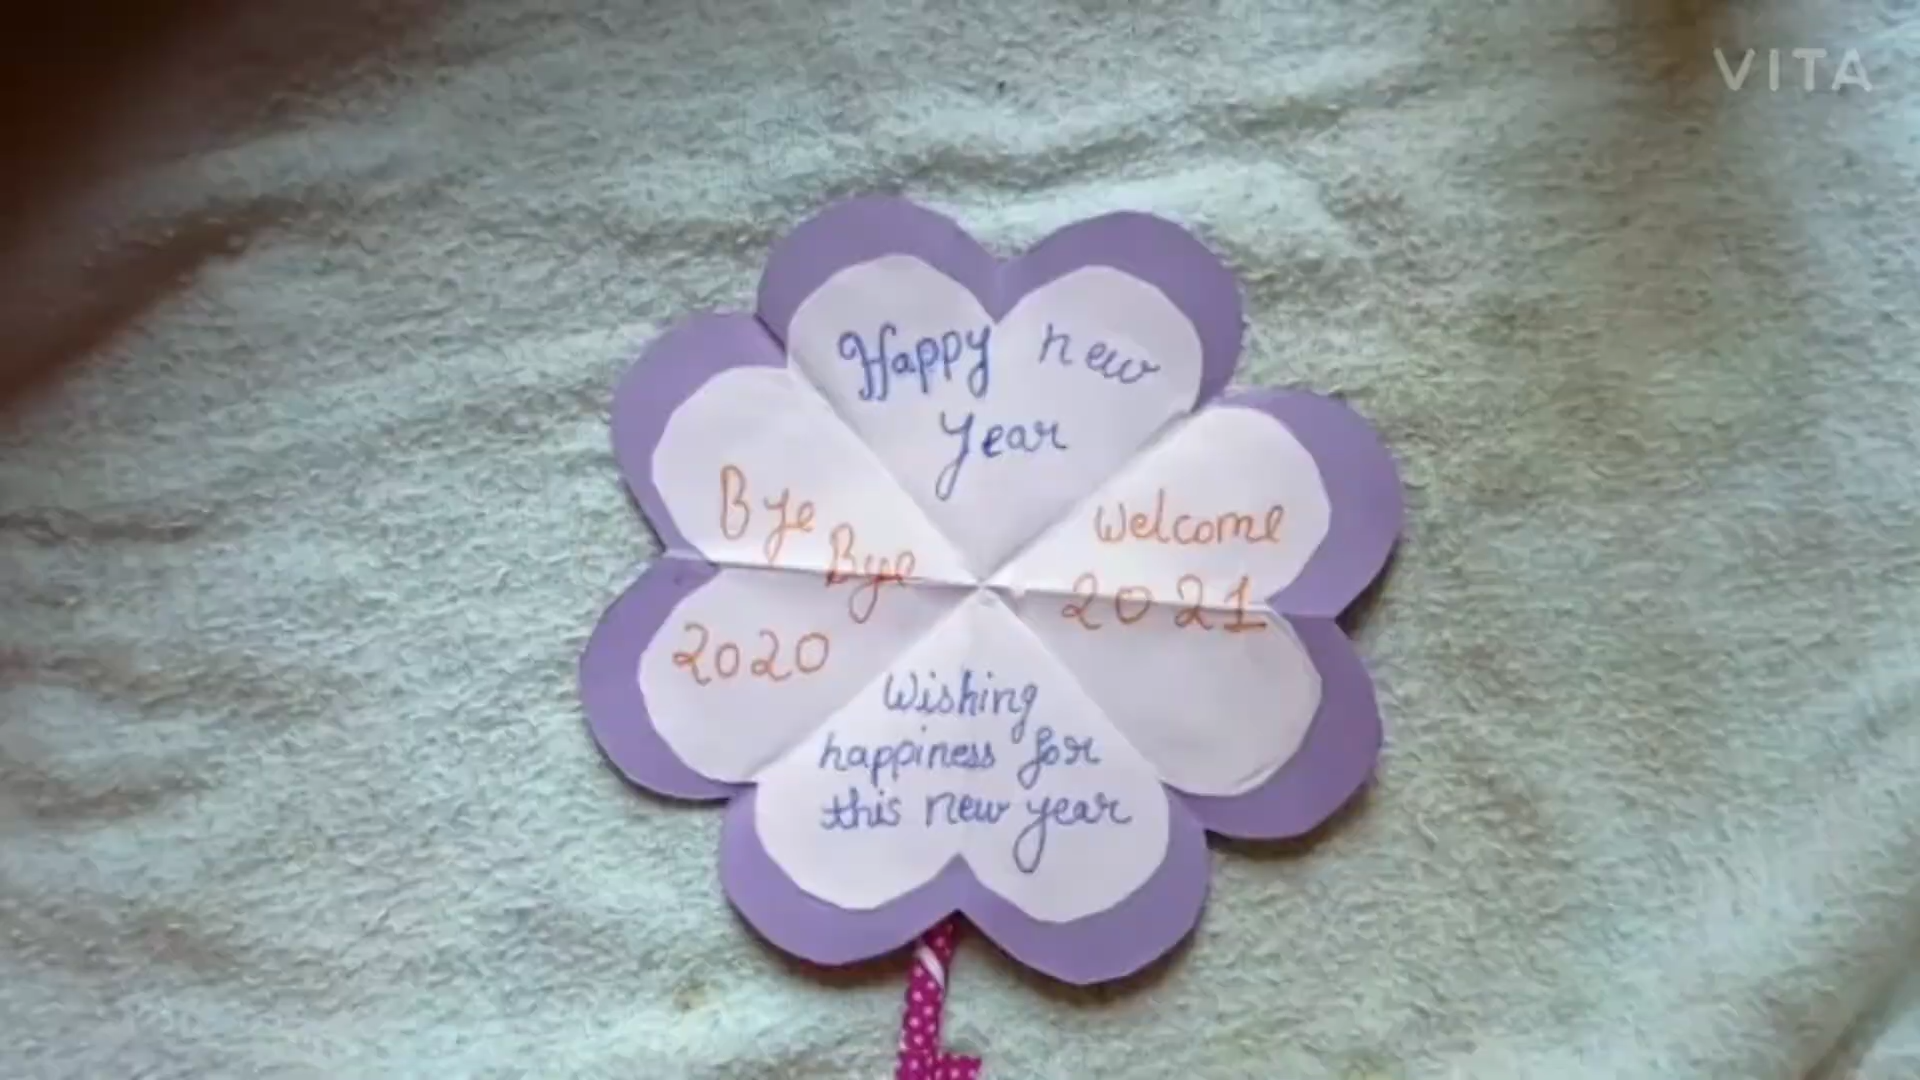 VITA
Happy new
year
Bye
Bye
2020
Welcome
2021
Wishing
happiness for
this new year